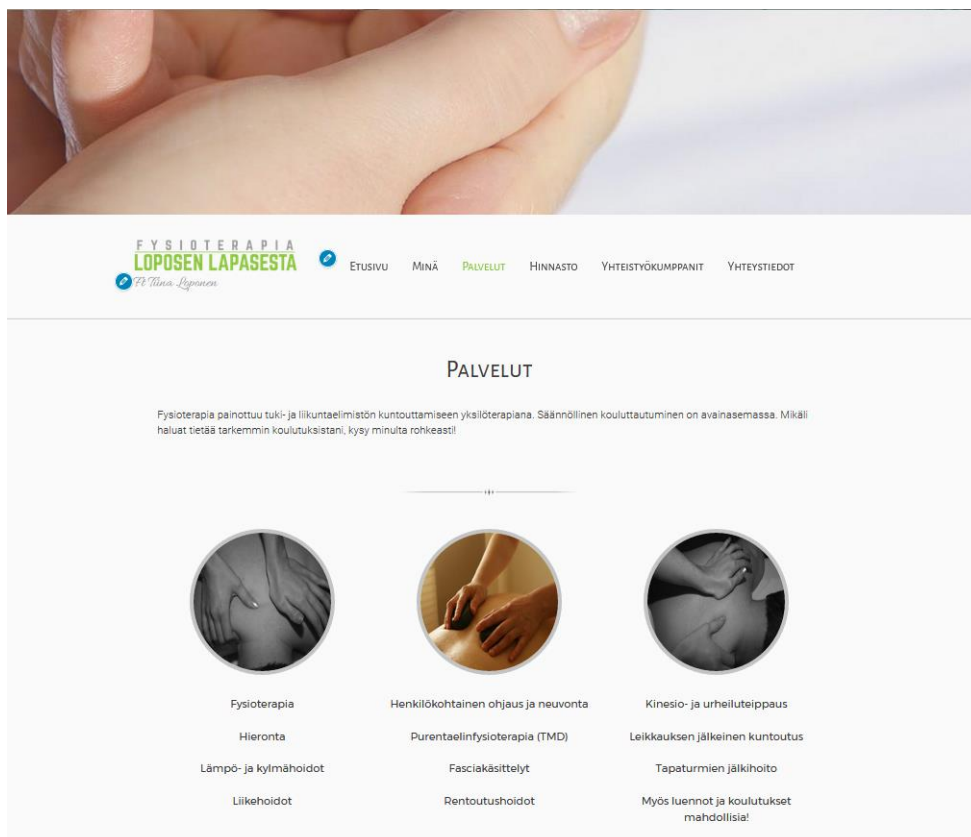 FYSIOTERAPIA
LOPOSEN LAPASESTA
Ft Tiina Loponen
Etusivu Minä Palvelut Hinnasto Yhteistyökumppanit Yhteystiedot
Palvelut
Fysioterapia painottuu tuki- ja liikuntaelimistön kuntouttamiseen yksilöterapiana. Säännöllinen kouluttautuminen on avainasemassa. Mikäli
haluat tietää tarkemmin koulutuksistani, kysy minulta rohkeasti!
Fysioterapia
Hieronta
Lämpö- ja kylmähoidot
Liikehoidot
Henkilökohtainen ohjaus ja neuvonta
Purentaelinfysioterapia (TMD)
Fasciakäsittelyt
Rentoutushoidot
Kinesio- ja urheiluteippaus
Leikkauksen jälkeinen kuntoutus
Tapaturmien jälkihoito
Myös luennot ja koulutukset
mahdollisia!